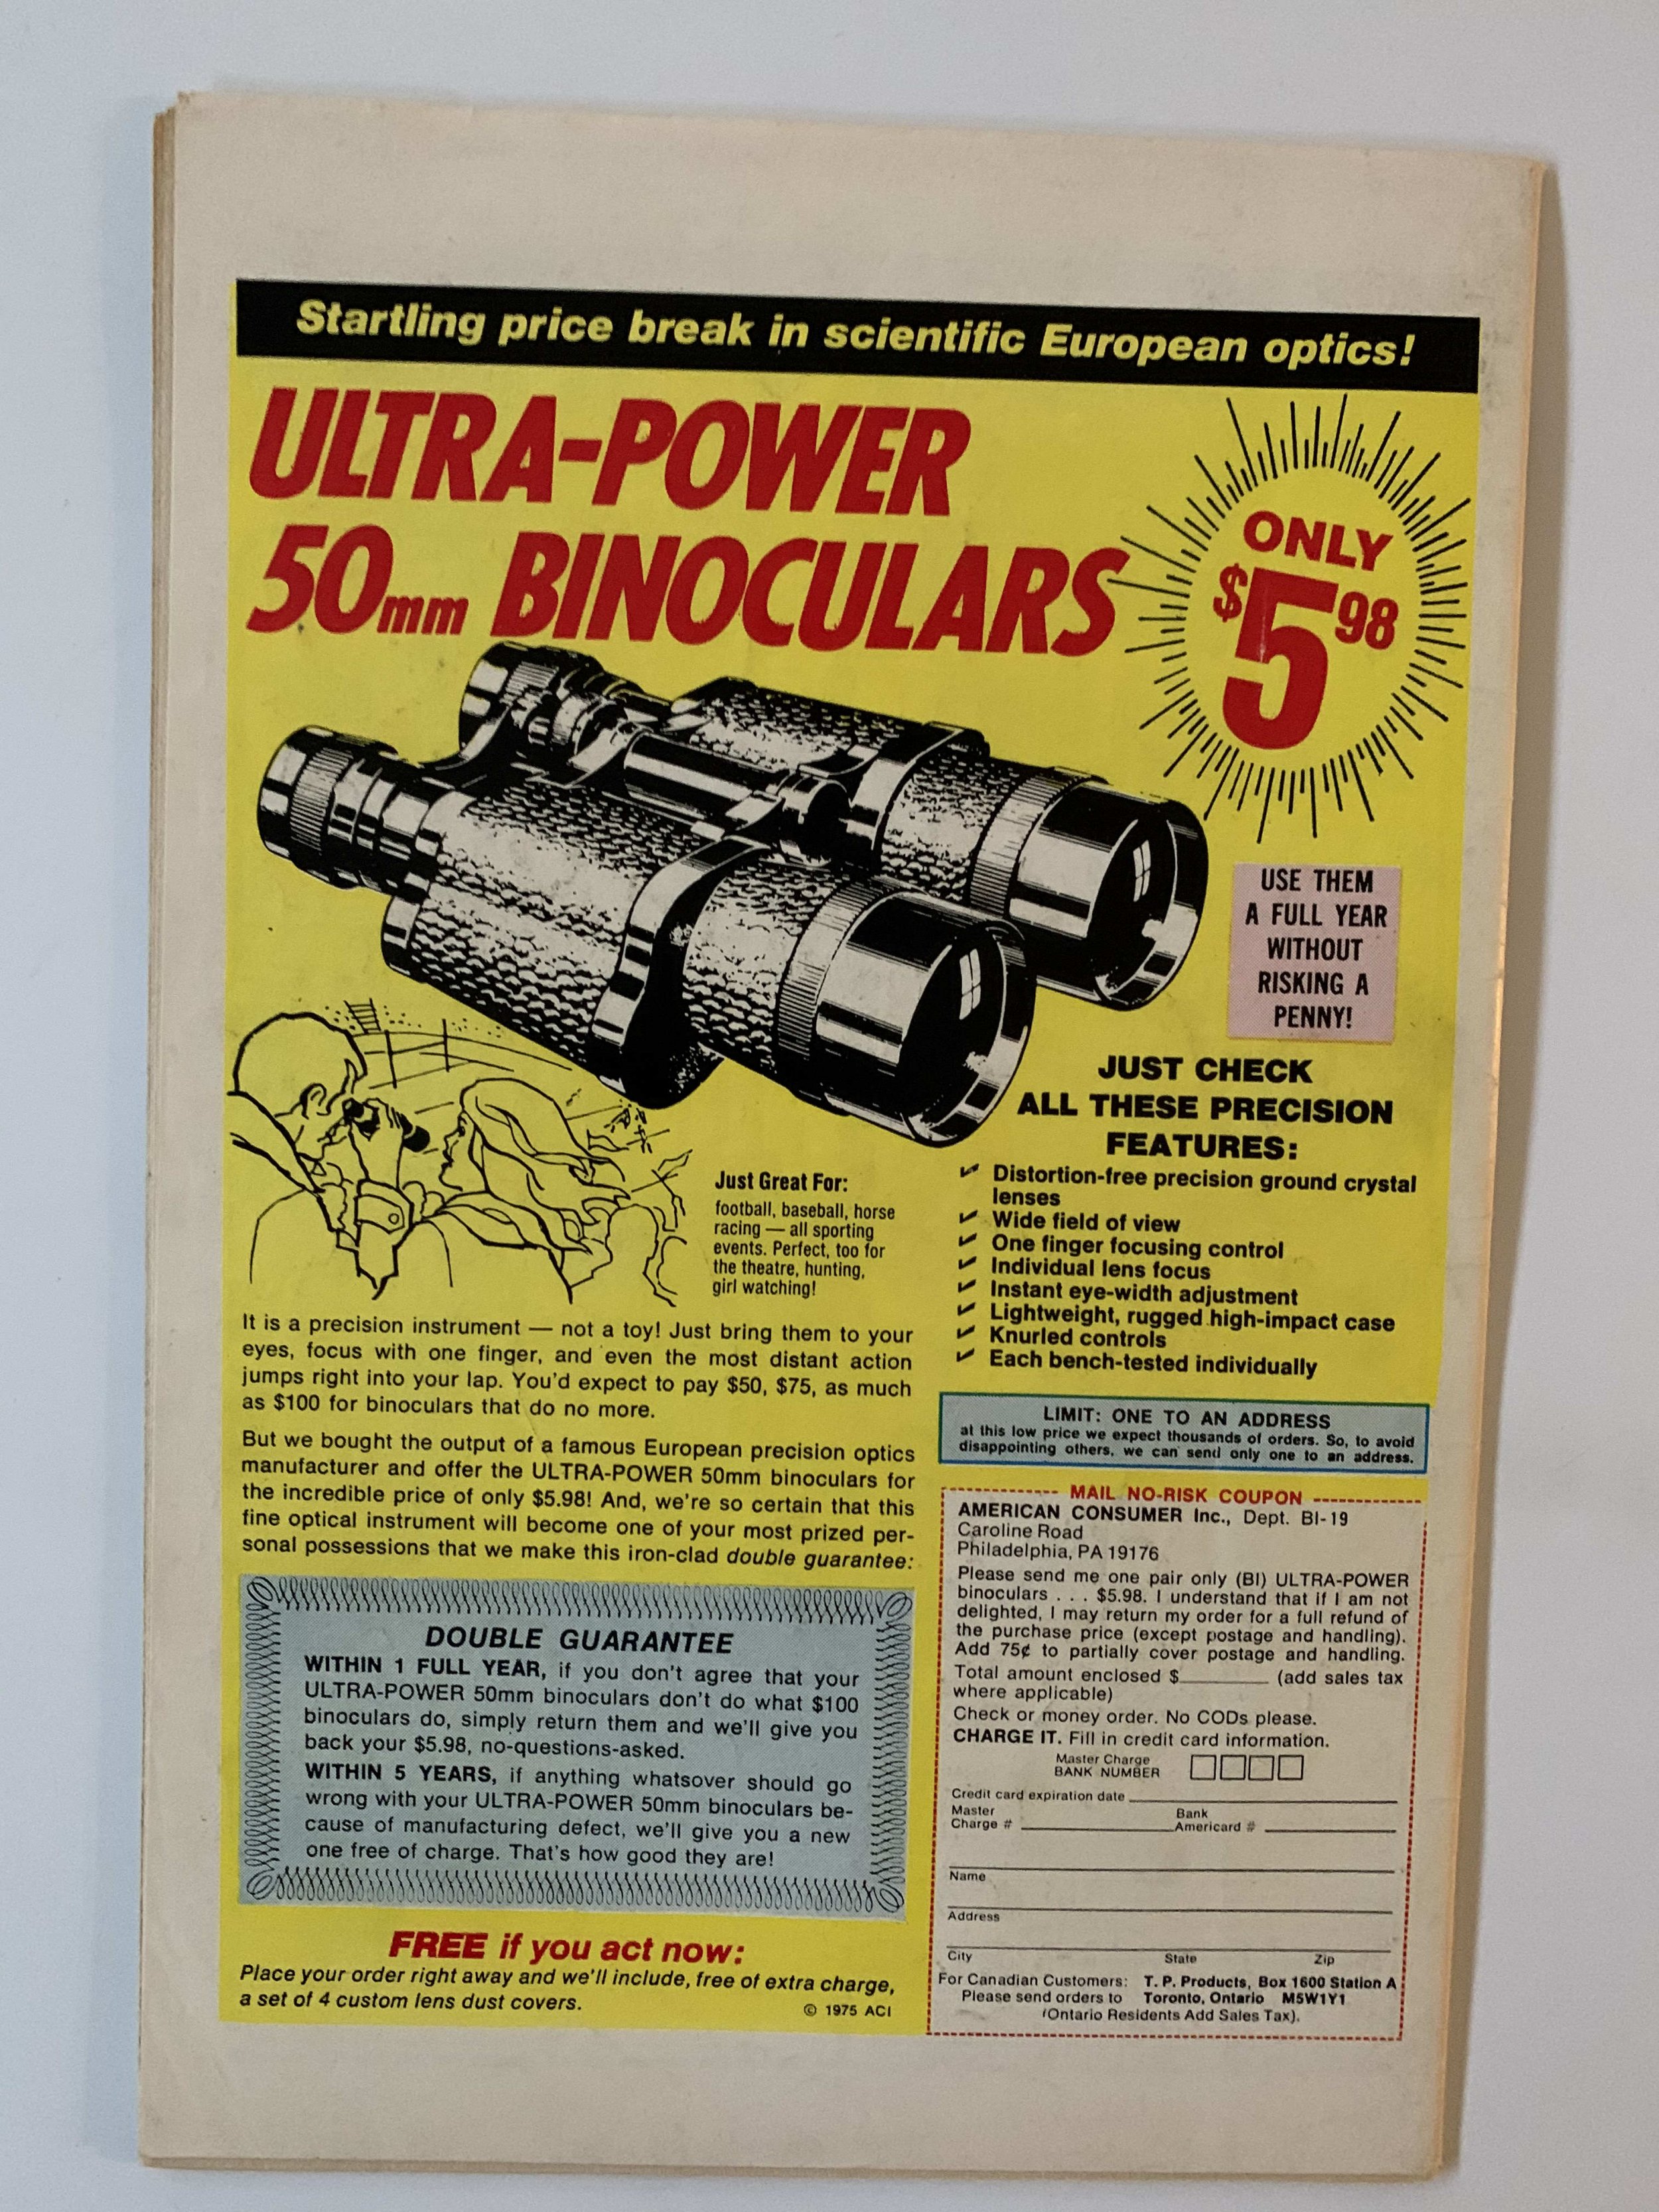 Startling price break in scientific European optics!
ULTRA-POWER
50mm BINOCULARS
ONLY
$5.98
USE THEM
A FULL YEAR
WITHOUT
RISKING A
PENNY!
JUST CHECK
ALL THESE PRECISION
FEATURES:
Distortion-free precision ground crystal
lenses
Wide field of view
One finger focusing control
Individual lens focus
Instant eye-width adjustment
Lightweight, rugged high-impact case
Knurled controls
Each bench-tested individually
Just Great For:
football, baseball, horse
racing — all sporting
events. Perfect, too for
the theatre, hunting,
girl watching!
It is a precision instrument — not a toy! Just bring them to your
eyes, focus with one finger, and even the most distant action
jumps right into your lap. You'd expect to pay $50, $75, as much
as $100 for binoculars that do no more.
But we bought the output of a famous European precision optics
manufacturer and offer the ULTRA-POWER 50mm binoculars for
the incredible price of only $5.98! And, we're so certain that this
fine optical instrument will become one of your most prized per-
sonal possessions that we make this iron-clad double guarantee:
DOUBLE GUARANTEE
WITHIN 1 FULL YEAR, if you don't agree that your
ULTRA-POWER 50mm binoculars don't do what $100
binoculars do, simply return them and we'll give you
back your $5.98, no-questions-asked.
WITHIN 5 YEARS, if anything whatsover should go
wrong with your ULTRA-POWER 50mm binoculars be-
cause of manufacturing defect, we'll give you a new
one free of charge. That's how good they are!
FREE if you act now:
Place your order right away and we'll include, free of extra charge,
a set of 4 custom lens dust covers.
© 1975 ACI
LIMIT: ONE TO AN ADDRESS
at this low price we expect thousands of orders. So, to avoid
disappointing others, we can send only one to an address.
MAIL NO-RISK COUPON
AMERICAN CONSUMER Inc., Dept. BI-19
Caroline Road
Philadelphia, PA 19176
Please send me one pair only (BI) ULTRA-POWER
binoculars . . . $5.98. I understand that if I am not
delighted, I may return my order for a full refund of
the purchase price (except postage and handling).
Add 75¢ to partially cover postage and handling.
Total amount enclosed $________ (add sales tax
where applicable)
Check or money order. No CODs please.
CHARGE IT. Fill in credit card information.
Master Charge
BANK NUMBER
Credit card expiration date
Master Bank
Charge # Americard #
Name
Address
City State Zip
For Canadian Customers: T. P. Products, Box 1600 Station A
Please send orders to Toronto, Ontario M5W1Y1
(Ontario Residents Add Sales Tax).